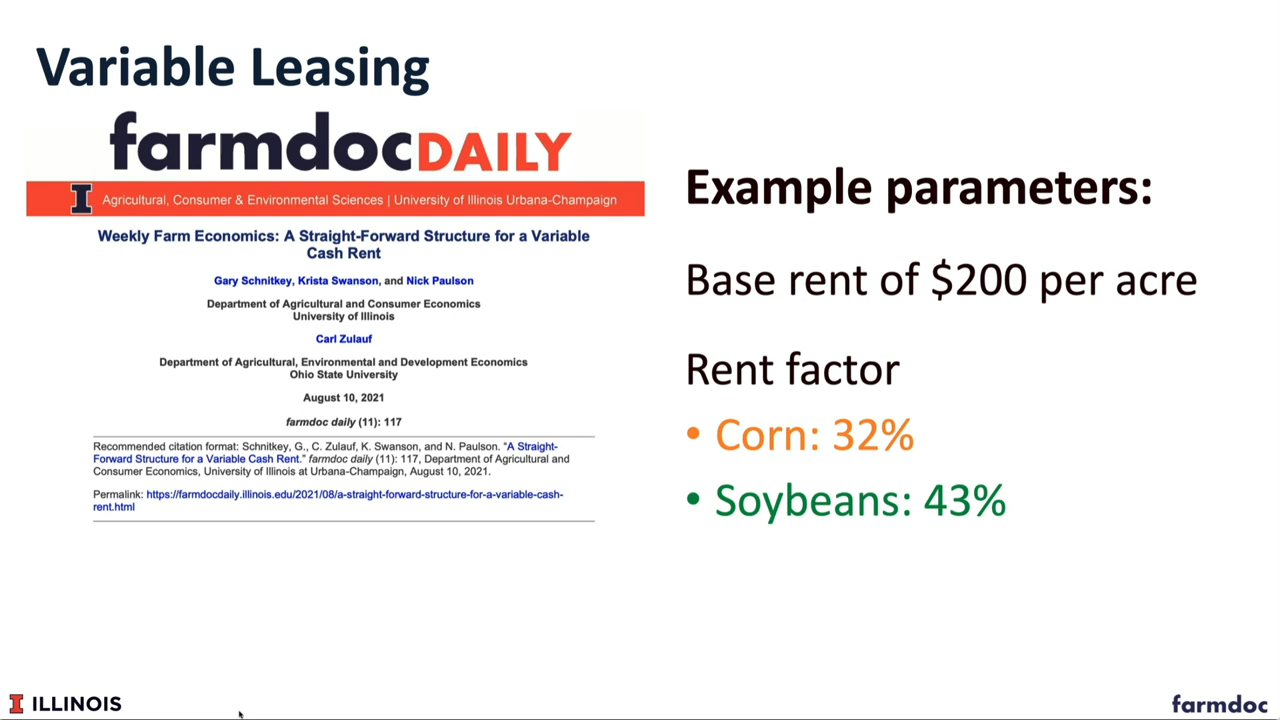 Variable Leasing
farmdocDAILY
I Agricultural, Consumer & Environmental Sciences | University of Illinois Urbana-Champaign
Weekly Farm Economics: A Straight-Forward Structure for a Variable
Cash Rent
Gary Schnitkey, Krista Swanson, and Nick Paulson
Department of Agricultural and Consumer Economics
University of Illinois
Carl Zulauf
Department of Agricultural, Environmental and Development Economics
Ohio State University
August 10, 2021
farmdoc daily (11): 117
Recommended citation format: Schnitkey, G., C. Zulauf, K. Swanson, and N. Paulson. "A Straight-
Forward Structure for a Variable Cash Rent." farmdoc daily (11): 117, Department of Agricultural and
Consumer Economics, University of Illinois at Urbana-Champaign, August 10, 2021.
Permalink: https://farmdocdaily.illinois.edu/2021/08/a-straight-forward-structure-for-a-variable-cash-
rent.html
Example parameters:
Base rent of $200 per acre
Rent factor
• Corn: 32%
• Soybeans: 43%
I ILLINOIS
farmdoc